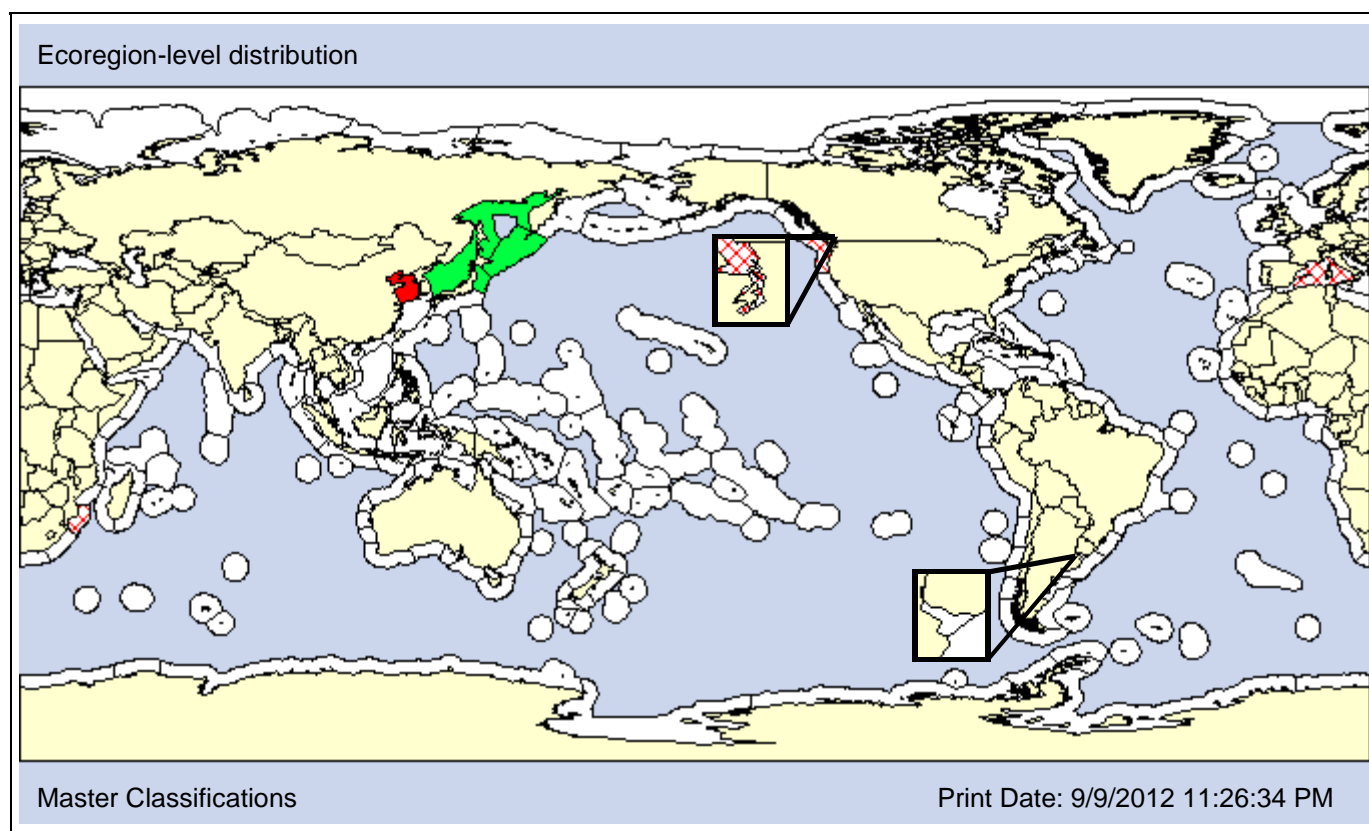 Ecoregion-level distribution
Master Classifications
Print Date: 9/9/2012 11:26:34 PM